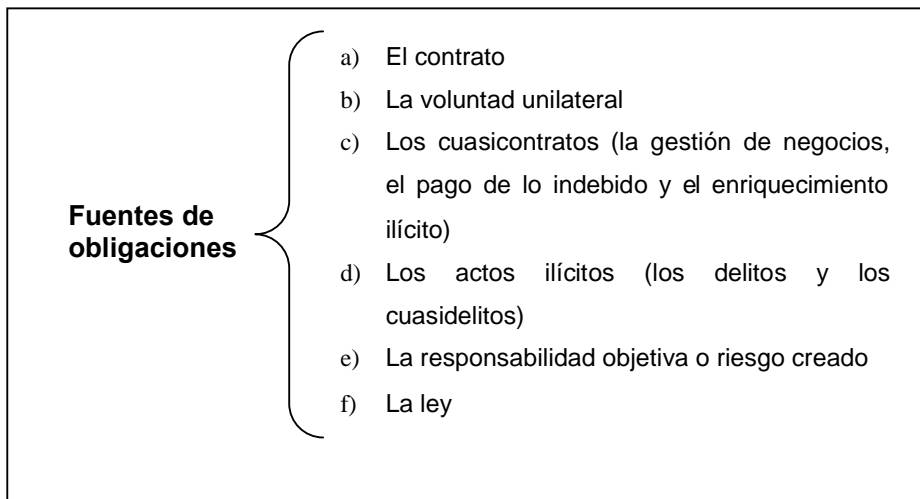 Fuentes de
obligaciones
a) El contrato
b) La voluntad unilateral
c) Los cuasicontratos (la gestión de negocios,
el pago de lo indebido y el enriquecimiento
ilícito)
d) Los actos ilícitos (los delitos y los
cuasidelitos)
e) La responsabilidad objetiva o riesgo creado
f) La ley